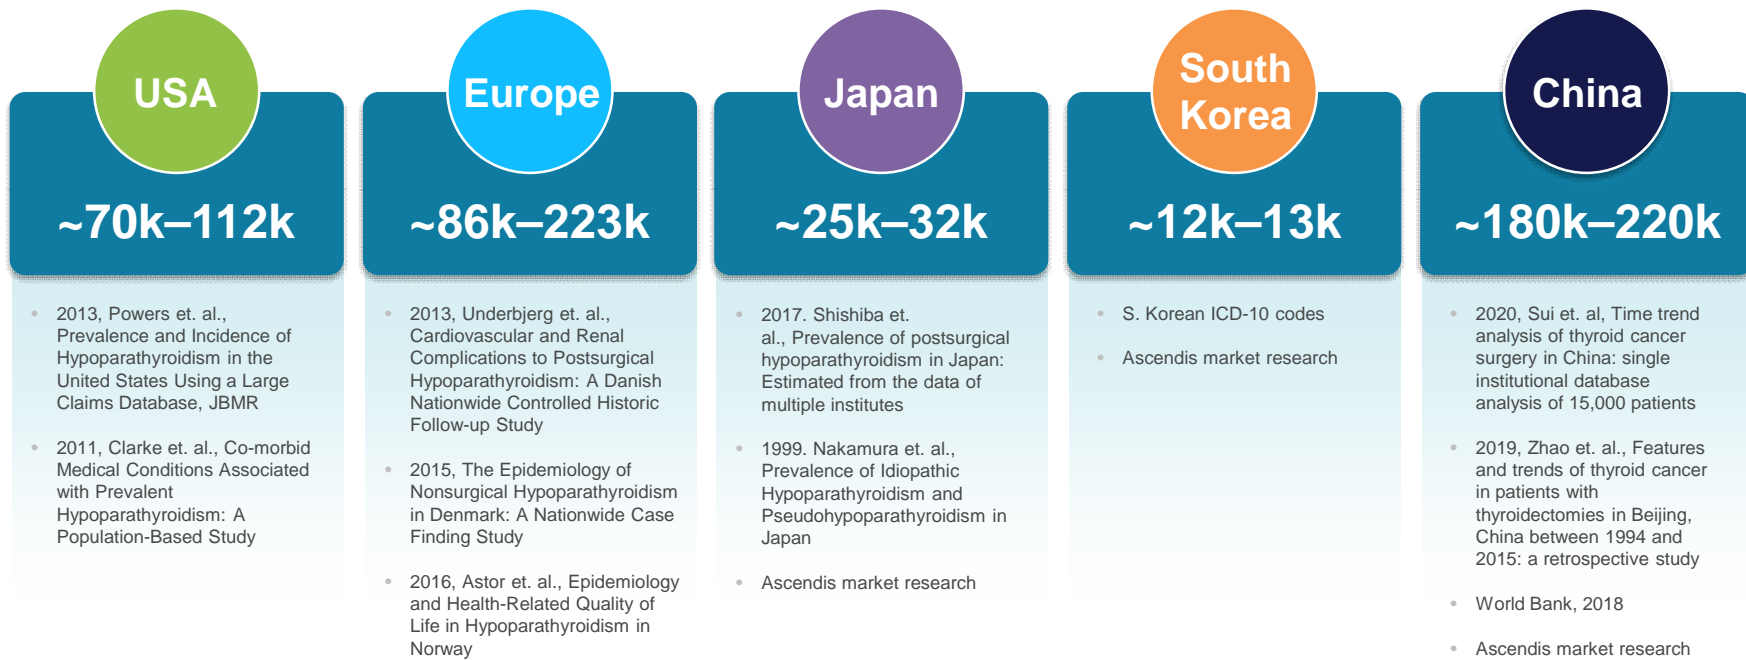 USA
~70k–112k
• 2013, Powers et. al.,
Prevalence and Incidence of
Hypoparathyroidism in the
United States Using a Large
Claims Database, JBMR
• 2011, Clarke et. al., Co-morbid
Medical Conditions Associated
with Prevalent
Hypoparathyroidism: A
Population-Based Study
Europe
~86k–223k
• 2013, Underbjerg et. al.,
Cardiovascular and Renal
Complications to Postsurgical
Hypoparathyroidism: A Danish
Nationwide Controlled Historic
Follow-up Study
• 2015, The Epidemiology of
Nonsurgical Hypoparathyroidism
in Denmark: A Nationwide Case
Finding Study
• 2016, Astor et. al., Epidemiology
and Health-Related Quality of
Life in Hypoparathyroidism in
Norway
Japan
~25k–32k
• 2017. Shishiba et.
al., Prevalence of postsurgical
hypoparathyroidism in Japan:
Estimated from the data of
multiple institutes
• 1999. Nakamura et. al.,
Prevalence of Idiopathic
Hypoparathyroidism and
Pseudohypoparathyroidism in
Japan
• Ascendis market research
South
Korea
~12k–13k
• S. Korean ICD-10 codes
• Ascendis market research
China
~180k–220k
• 2020, Sui et. al, Time trend
analysis of thyroid cancer
surgery in China: single
institutional database
analysis of 15,000 patients
• 2019, Zhao et. al., Features
and trends of thyroid cancer
in patients with
thyroidectomies in Beijing,
China between 1994 and
2015: a retrospective study
• World Bank, 2018
• Ascendis market research